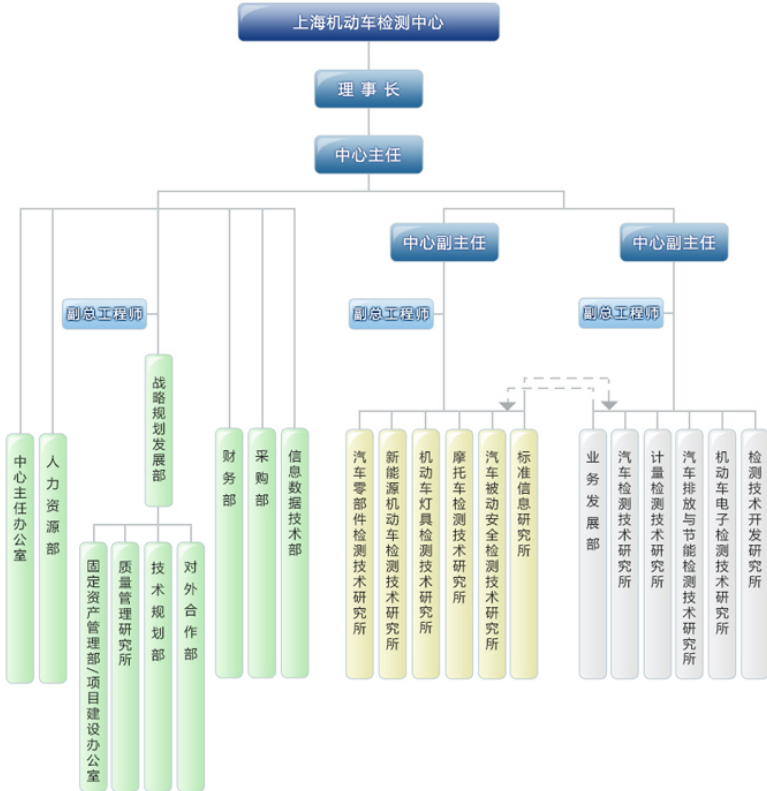 上海机动车检测中心
理事长
中心主任
中心副主任
中心副主任
副总工程师
副总工程师
副总工程师
战略规划发展部
中心主任办公室
人力资源部
财务部
采购部
信息数据技术部
汽车零部件检测技术研究所
新能源机动车检测技术研究所
机动车灯具检测技术研究所
摩托车检测技术研究所
汽车被动安全检测技术研究所
标准信息研究所
业务发展部
汽车检测技术研究所
计量检测技术研究所
汽车排放与节能检测技术研究所
机动车电子检测技术研究所
检测技术开发研究所
固定资产管理部/项目建设办公室
质量管理研究所
技术规划部
对外合作部